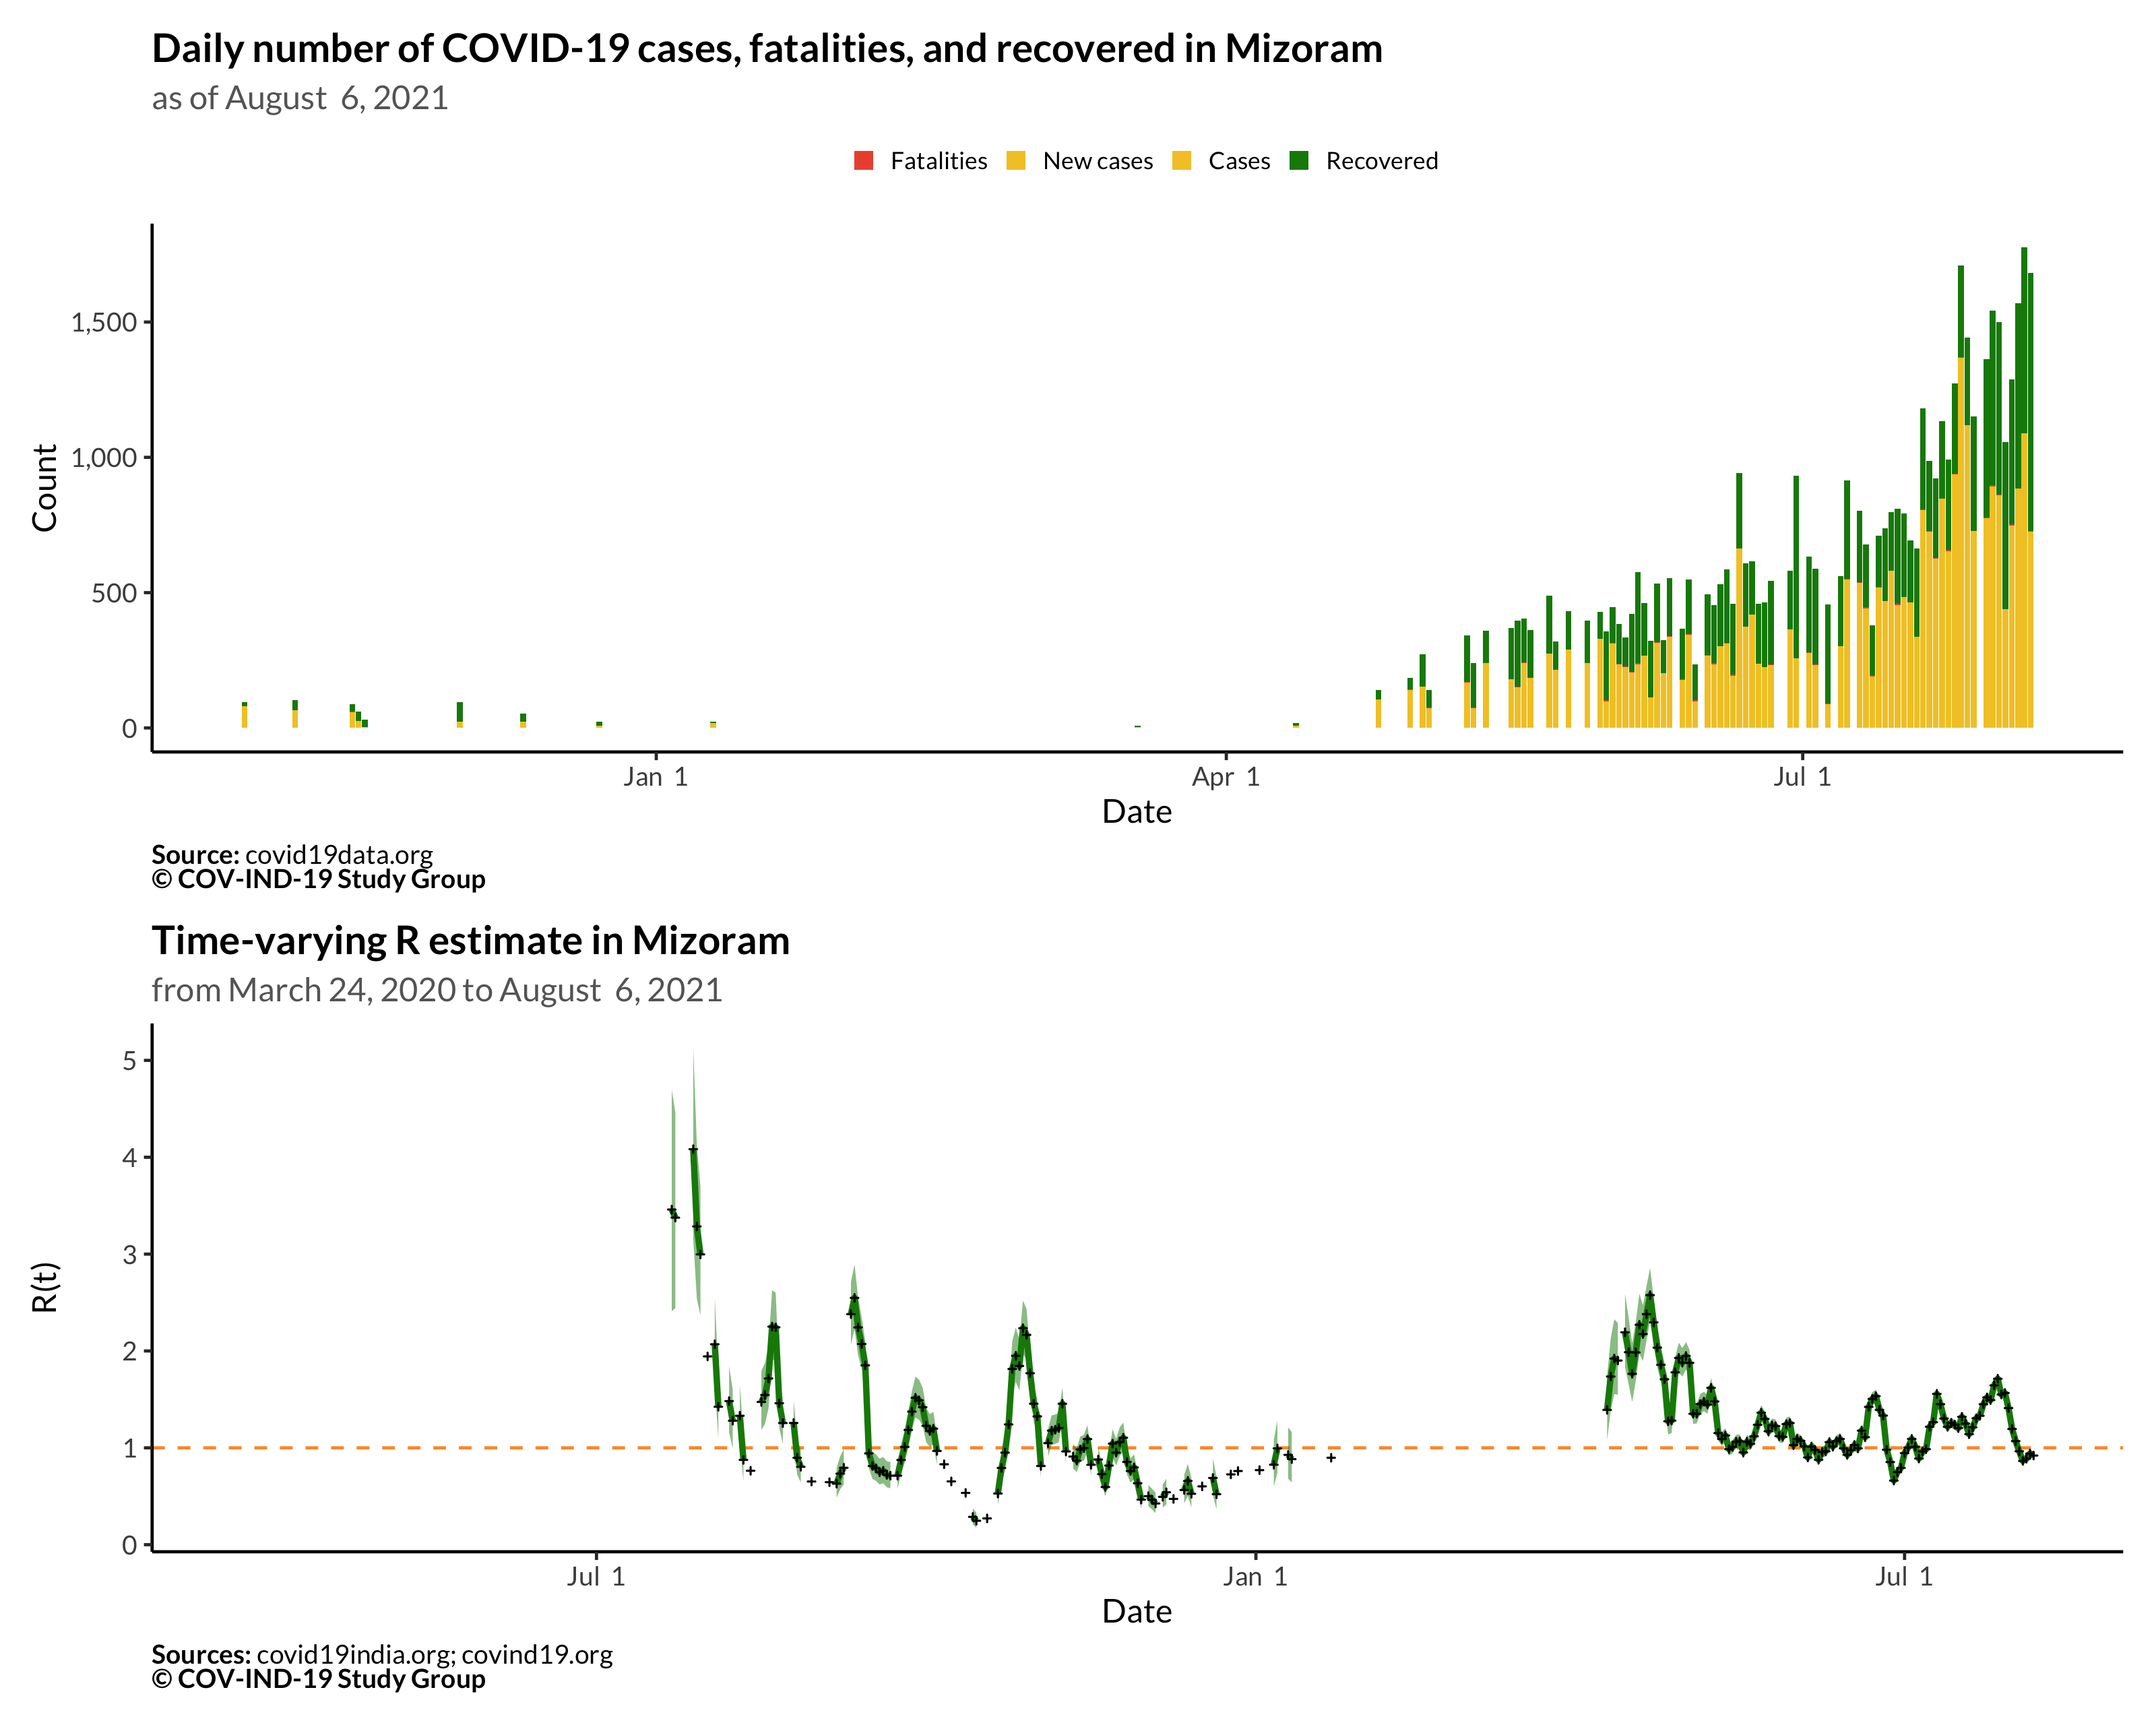 Daily number of COVID-19 cases, fatalities, and recovered in Mizoram
as of August  6, 2021
Fatalities New cases Cases Recovered
Count
1,500
1,000
500
0
Jan  1 Apr  1 Jul  1
Date
Source: covid19data.org
© COV-IND-19 Study Group
Time-varying R estimate in Mizoram
from March 24, 2020 to August  6, 2021
R(t)
5
4
3
2
1
0
Jul  1 Jan  1 Jul  1
Date
Sources: covid19india.org; covind19.org
© COV-IND-19 Study Group